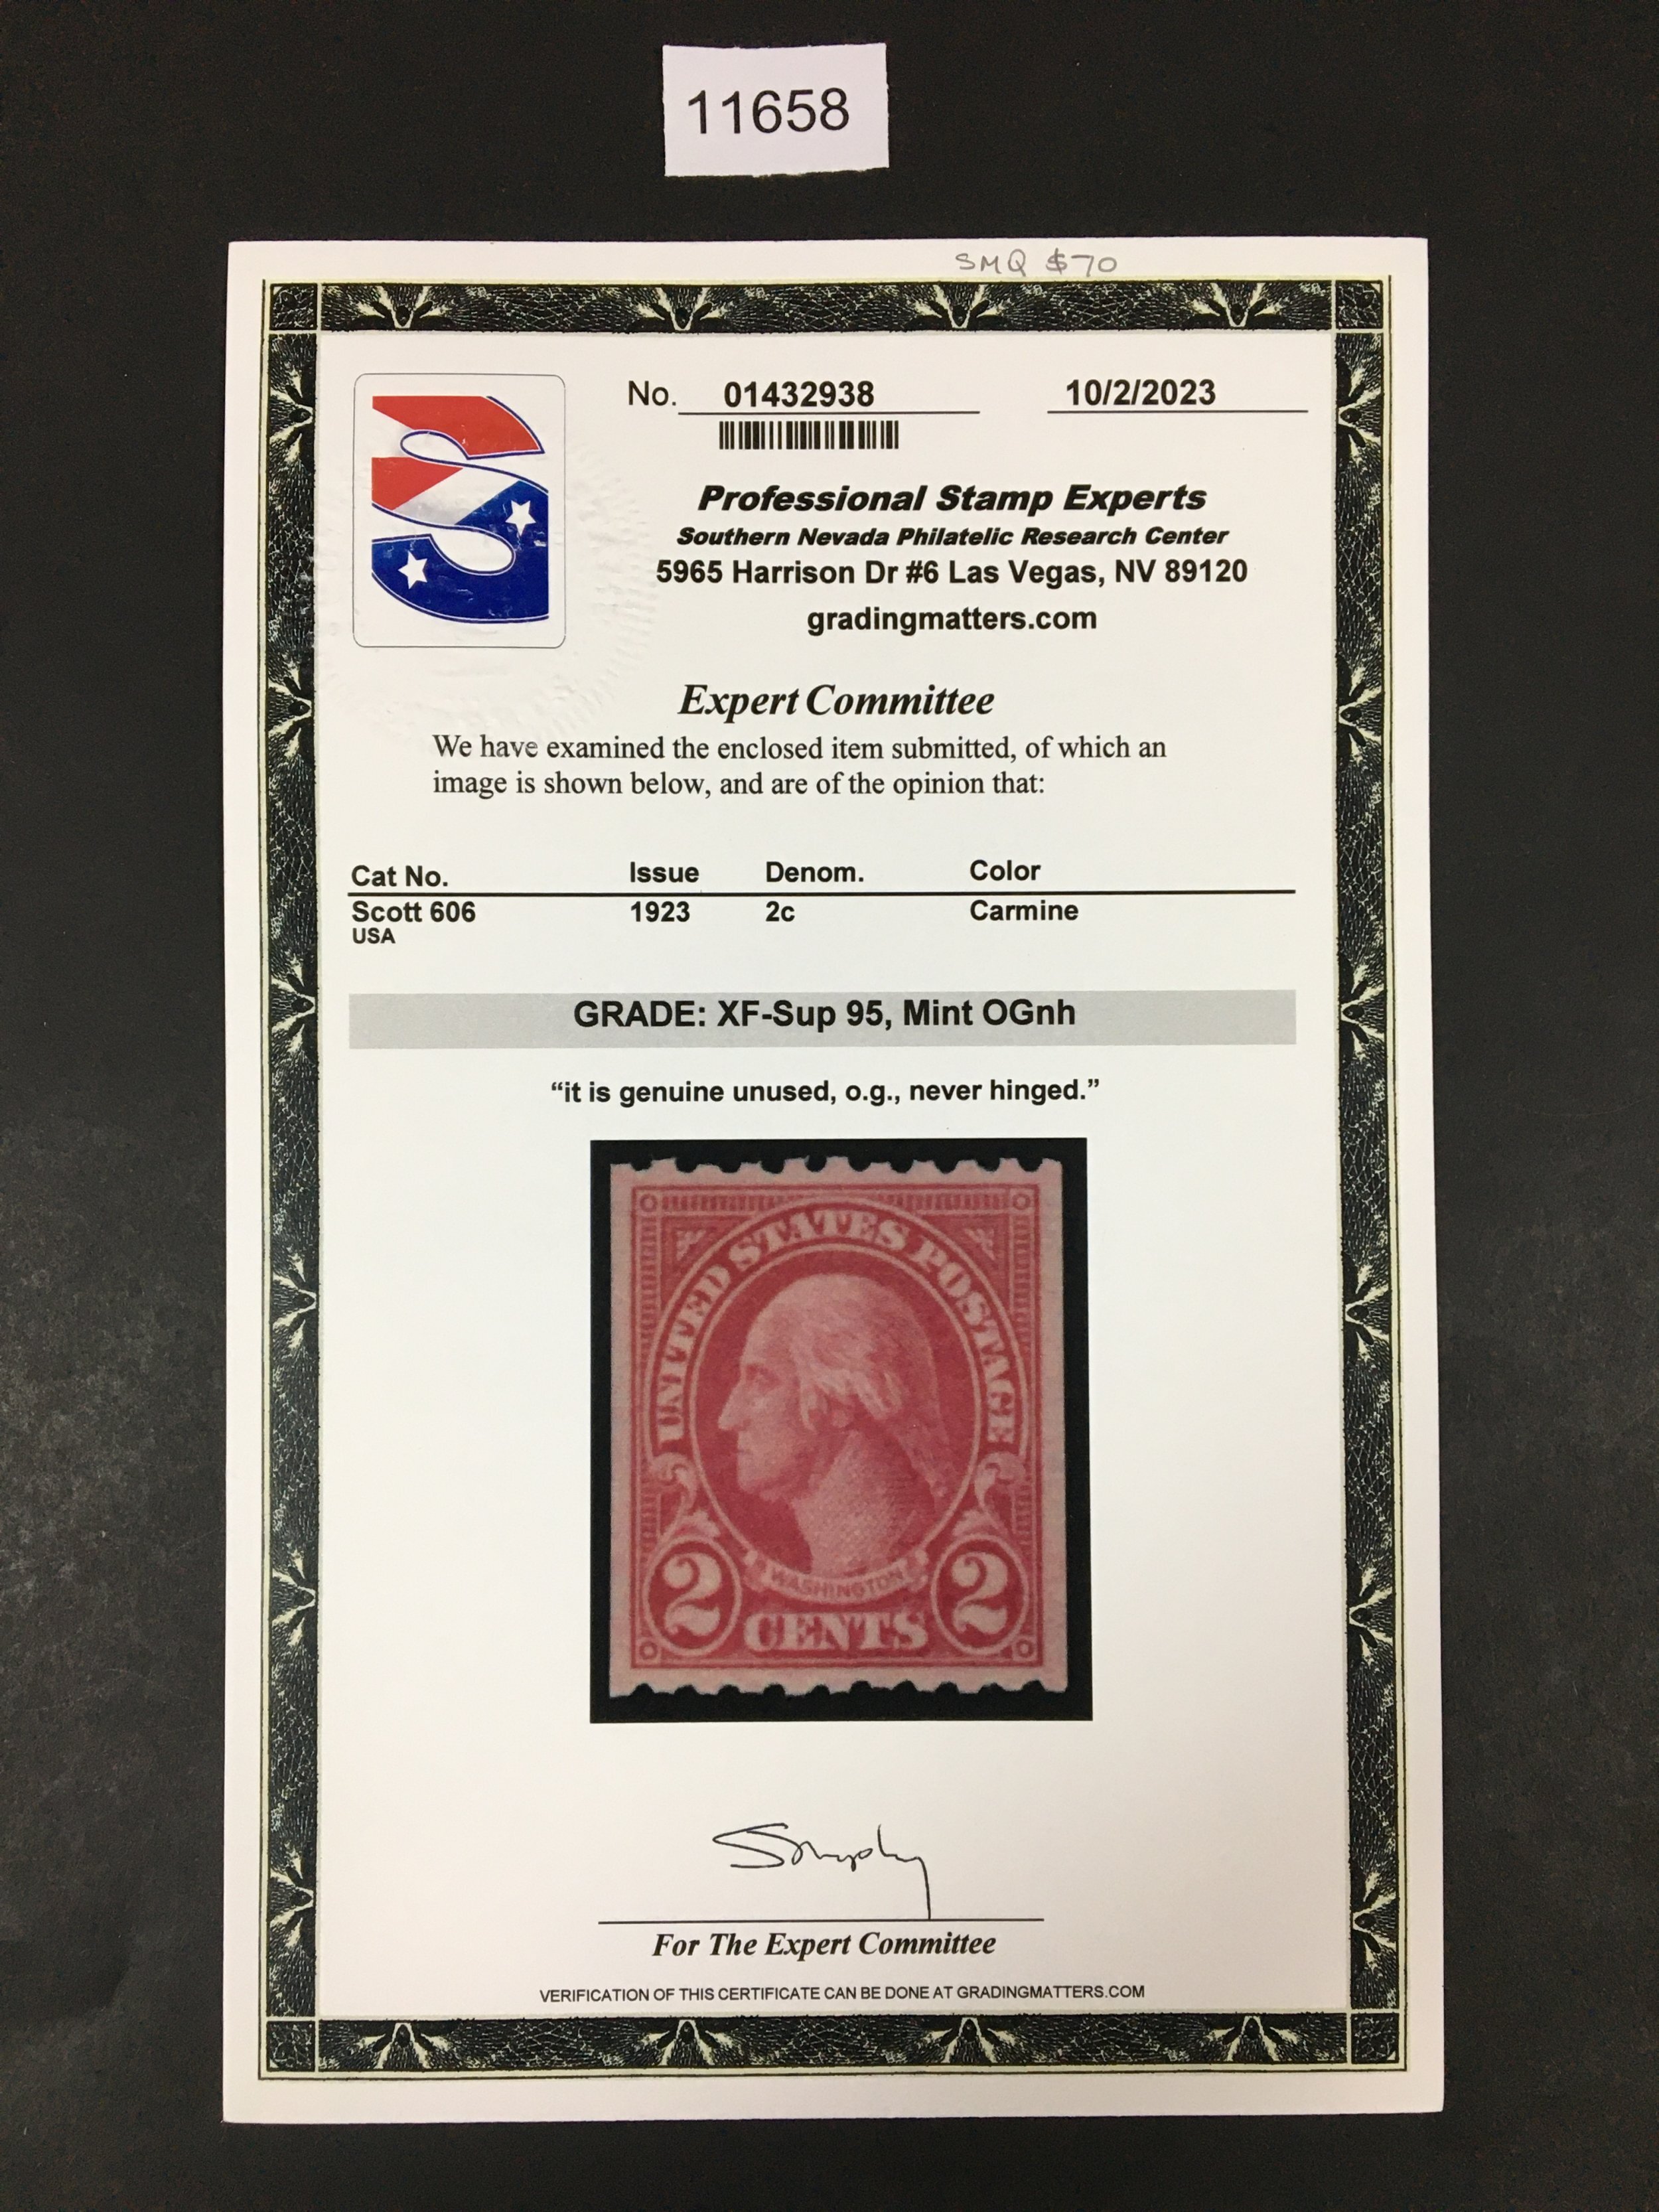 11658
SMQ $70
No. 01432938 10/2/2023
Professional Stamp Experts
Southern Nevada Philatelic Research Center
5965 Harrison Dr #6 Las Vegas, NV 89120
gradingmatters.com
Expert Committee
We have examined the enclosed item submitted, of which an
image is shown below, and are of the opinion that:
Cat No. Issue Denom. Color
Scott 606 1923 2c Carmine
USA
GRADE: XF-Sup 95, Mint OGnh
“it is genuine unused, o.g., never hinged.”
UNITED STATES POSTAGE
WASHINGTON
2 CENTS 2
For The Expert Committee
VERIFICATION OF THIS CERTIFICATE CAN BE DONE AT GRADINGMATTERS.COM